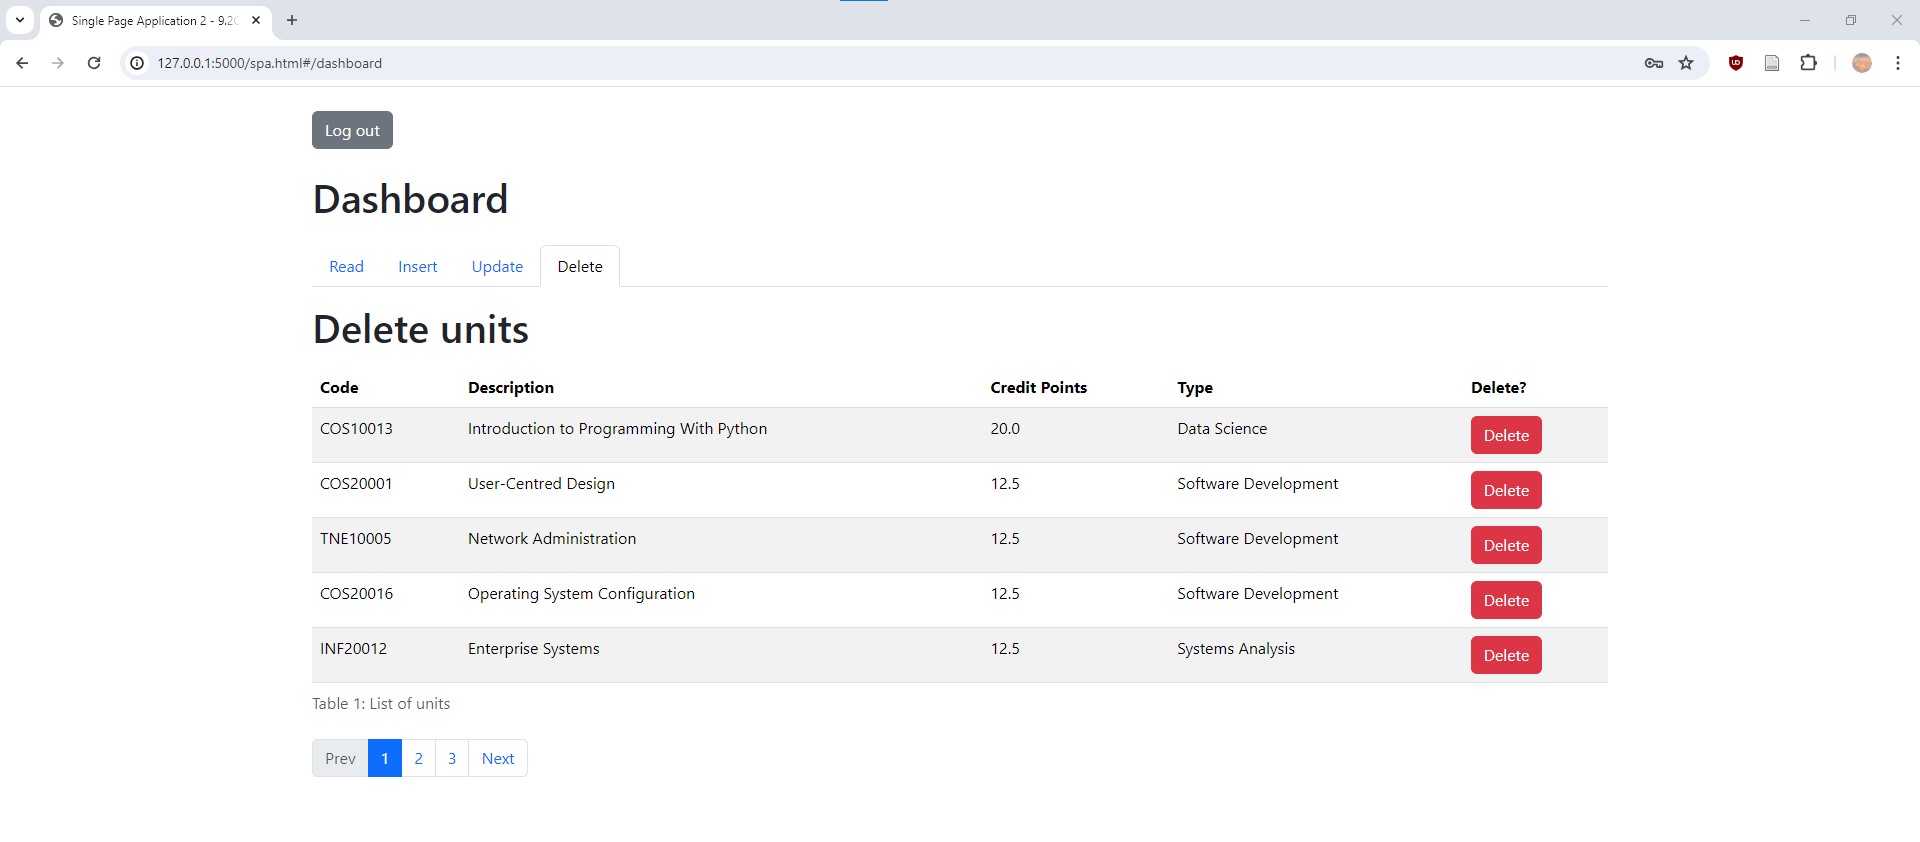 Single Page Application 2 - 9.2C
127.0.0.1:5000/spa.html#/dashboard
Log out
Dashboard
Read Insert Update Delete
Delete units
Code Description Credit Points Type Delete?
COS10013 Introduction to Programming With Python 20.0 Data Science Delete
COS20001 User-Centred Design 12.5 Software Development Delete
TNE10005 Network Administration 12.5 Software Development Delete
COS20016 Operating System Configuration 12.5 Software Development Delete
INF20012 Enterprise Systems 12.5 Systems Analysis Delete
Table 1: List of units
Prev 1 2 3 Next